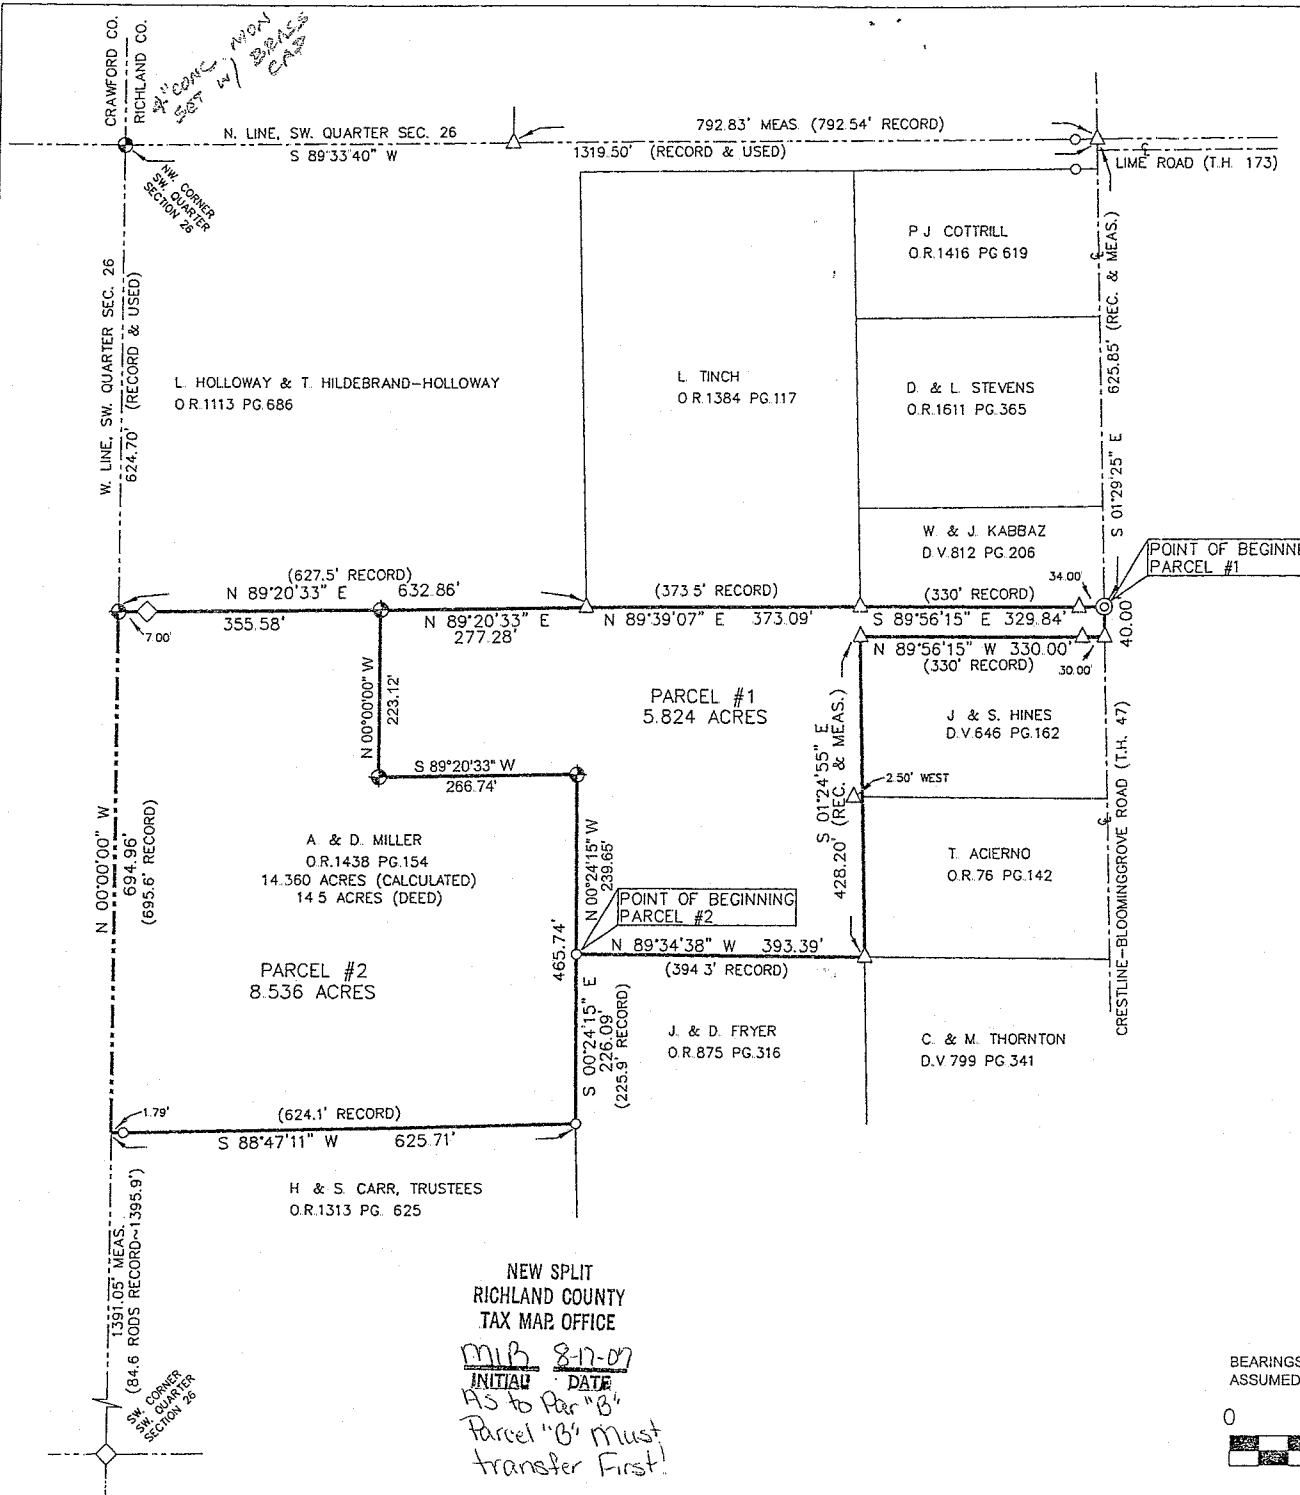 CRAWFORD CO.
RICHLAND CO.
4" CONC. MON
SET W/ BRASS
CAP
N. LINE, SW. QUARTER SEC. 26
S 89°33'40" W
792.83' MEAS. (792.54' RECORD)
1319.50' (RECORD & USED)
LIME ROAD (T.H. 173)
NW. CORNER
SW. QUARTER
SECTION 26
P J COTTRILL
O.R.1416 PG 619
W. LINE, SW. QUARTER SEC. 26
624.70' (RECORD & USED)
L. HOLLOWAY & T. HILDEBRAND-HOLLOWAY
O.R.1113 PG.686
L. TINCH
O.R.1384 PG.117
D. & L. STEVENS
O.R.1611 PG.365
S 01°29'25" E 625.85' (REC. & MEAS.)
W. & J. KABBAZ
D.V.812 PG.206
POINT OF BEGINNI
PARCEL #1
(627.5' RECORD)
N 89°20'33" E 632.86'
355.58'
7.00'
N 89°20'33" E
277.28'
(373.5' RECORD)
N 89°39'07" E 373.09'
34.00'
(330' RECORD)
S 89°56'15" E 329.84'
40.00
N 89°56'15" W 330.00'
(330' RECORD)
30.00'
N 00°00'00" W
223.12'
PARCEL #1
5.824 ACRES
J & S. HINES
D.V.646 PG.162
S 89°20'33" W
266.74'
S 01°24'55" E
428.20' (REC. & MEAS.)
2.50' WEST
CRESTLINE-BLOOMINGGROVE ROAD (T.H. 47)
N 00°00'00" W
694.96'
(695.6' RECORD)
A. & D. MILLER
O.R.1438 PG.154
14.360 ACRES (CALCULATED)
14.5 ACRES (DEED)
N 00°24'15" W
239.65'
T. ACIERNO
O.R.76 PG.142
POINT OF BEGINNING
PARCEL #2
465.74'
N 89°34'38" W 393.39'
(394.3' RECORD)
PARCEL #2
8.536 ACRES
S 00°24'15" E
226.09'
(225.9' RECORD)
J. & D. FRYER
O.R.875 PG.316
C. & M. THORNTON
D.V.799 PG.341
1.79'
(624.1' RECORD)
S 88°47'11" W 625.71'
H & S. CARR, TRUSTEES
O.R.1313 PG. 625
1391.05' MEAS.
(84.6 RODS RECORD~1395.9')
SW. CORNER
SW. QUARTER
SECTION 26
NEW SPLIT
RICHLAND COUNTY
TAX MAP OFFICE
MLB 8-17-07
INITIAL DATE
As to Par "B"
Parcel "B" Must
transfer First!
BEARINGS
ASSUMED
0